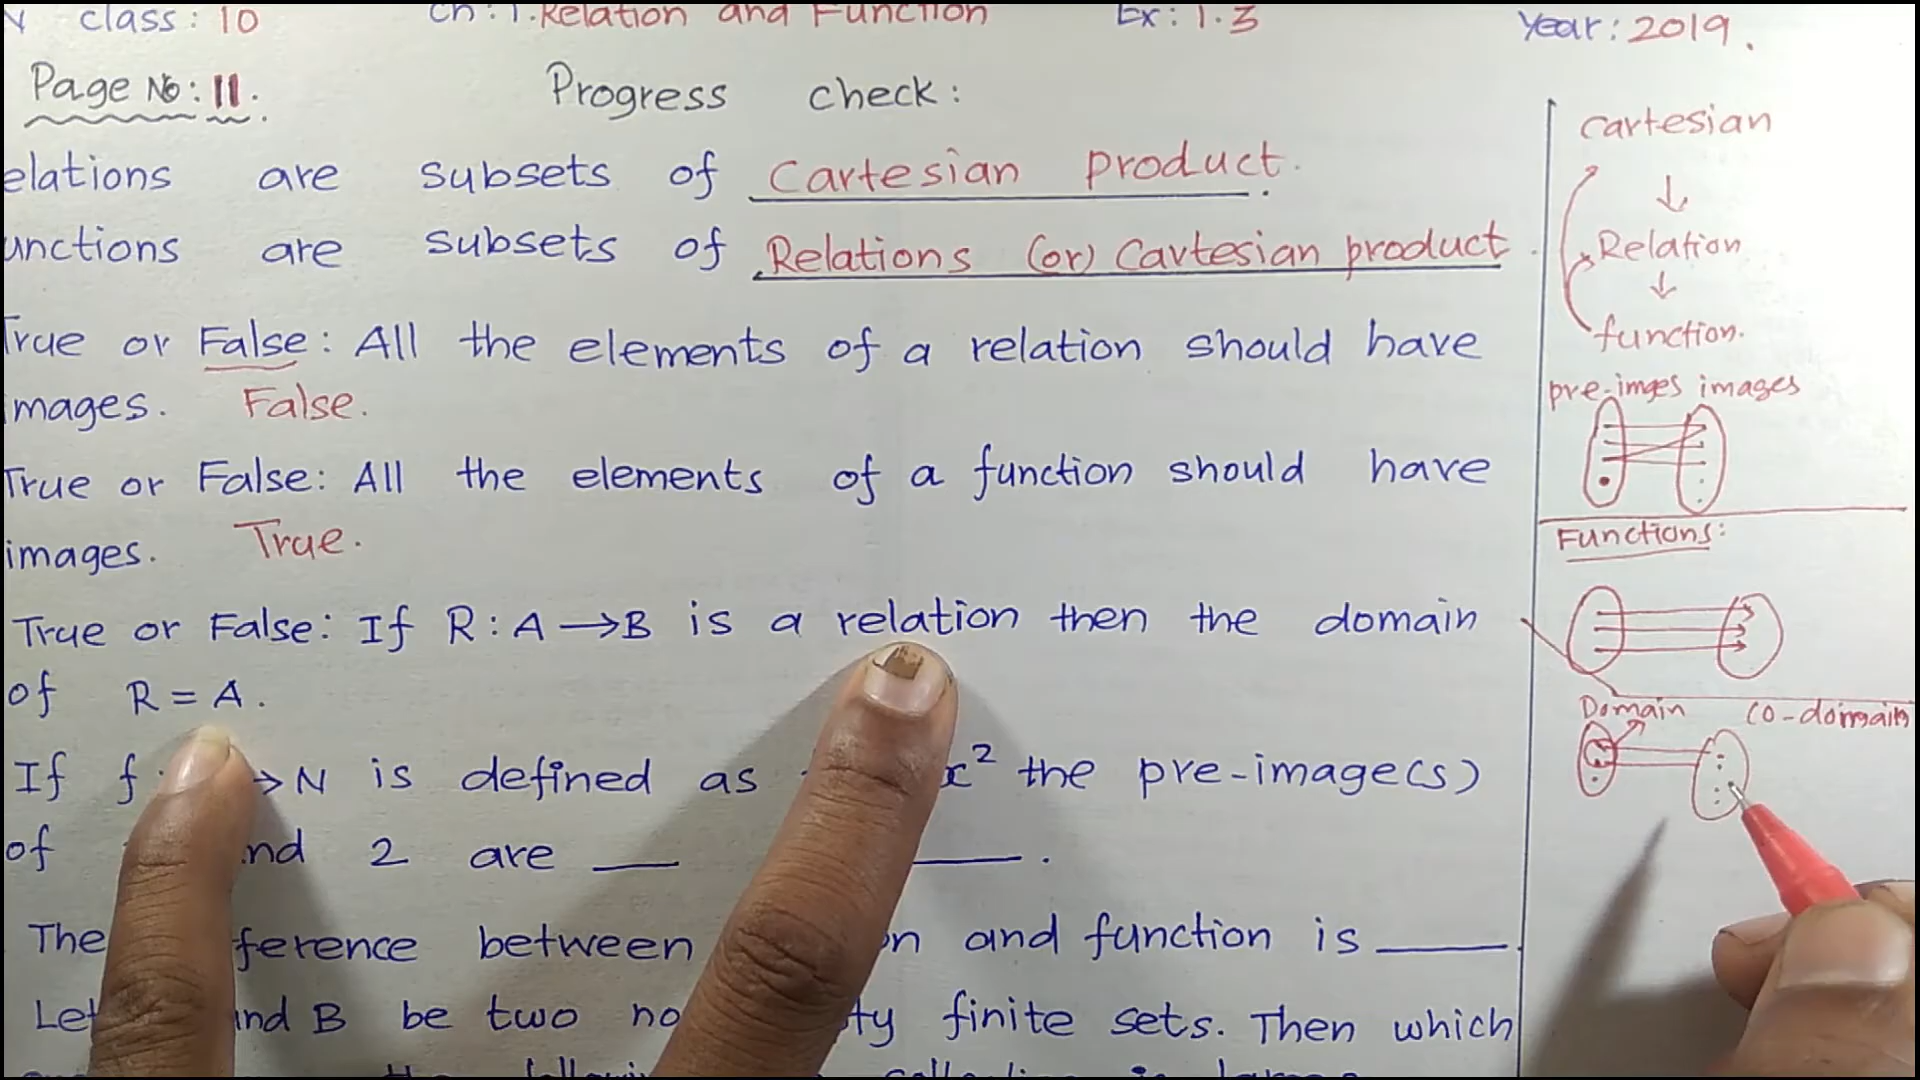 class: 10 Ch: 1. Relation and Function Ex: 1.3 Year: 2019.
Page No: 11. Progress check:
elations are subsets of Cartesian product.
unctions are subsets of Relations (or) Cartesian product.
True or False: All the elements of a relation should have
images. False.
True or False: All the elements of a function should have
images. True.
True or False: If R: A → B is a relation then the domain
of R = A.
If f → N is defined as x² the pre-image(s)
of nd 2 are ___ ___.
The ference between and function is ___.
Let and B be two finite sets. Then which
cartesian
↓
Relation
↓
function.
pre-imges images
Functions:
Domain co-domain